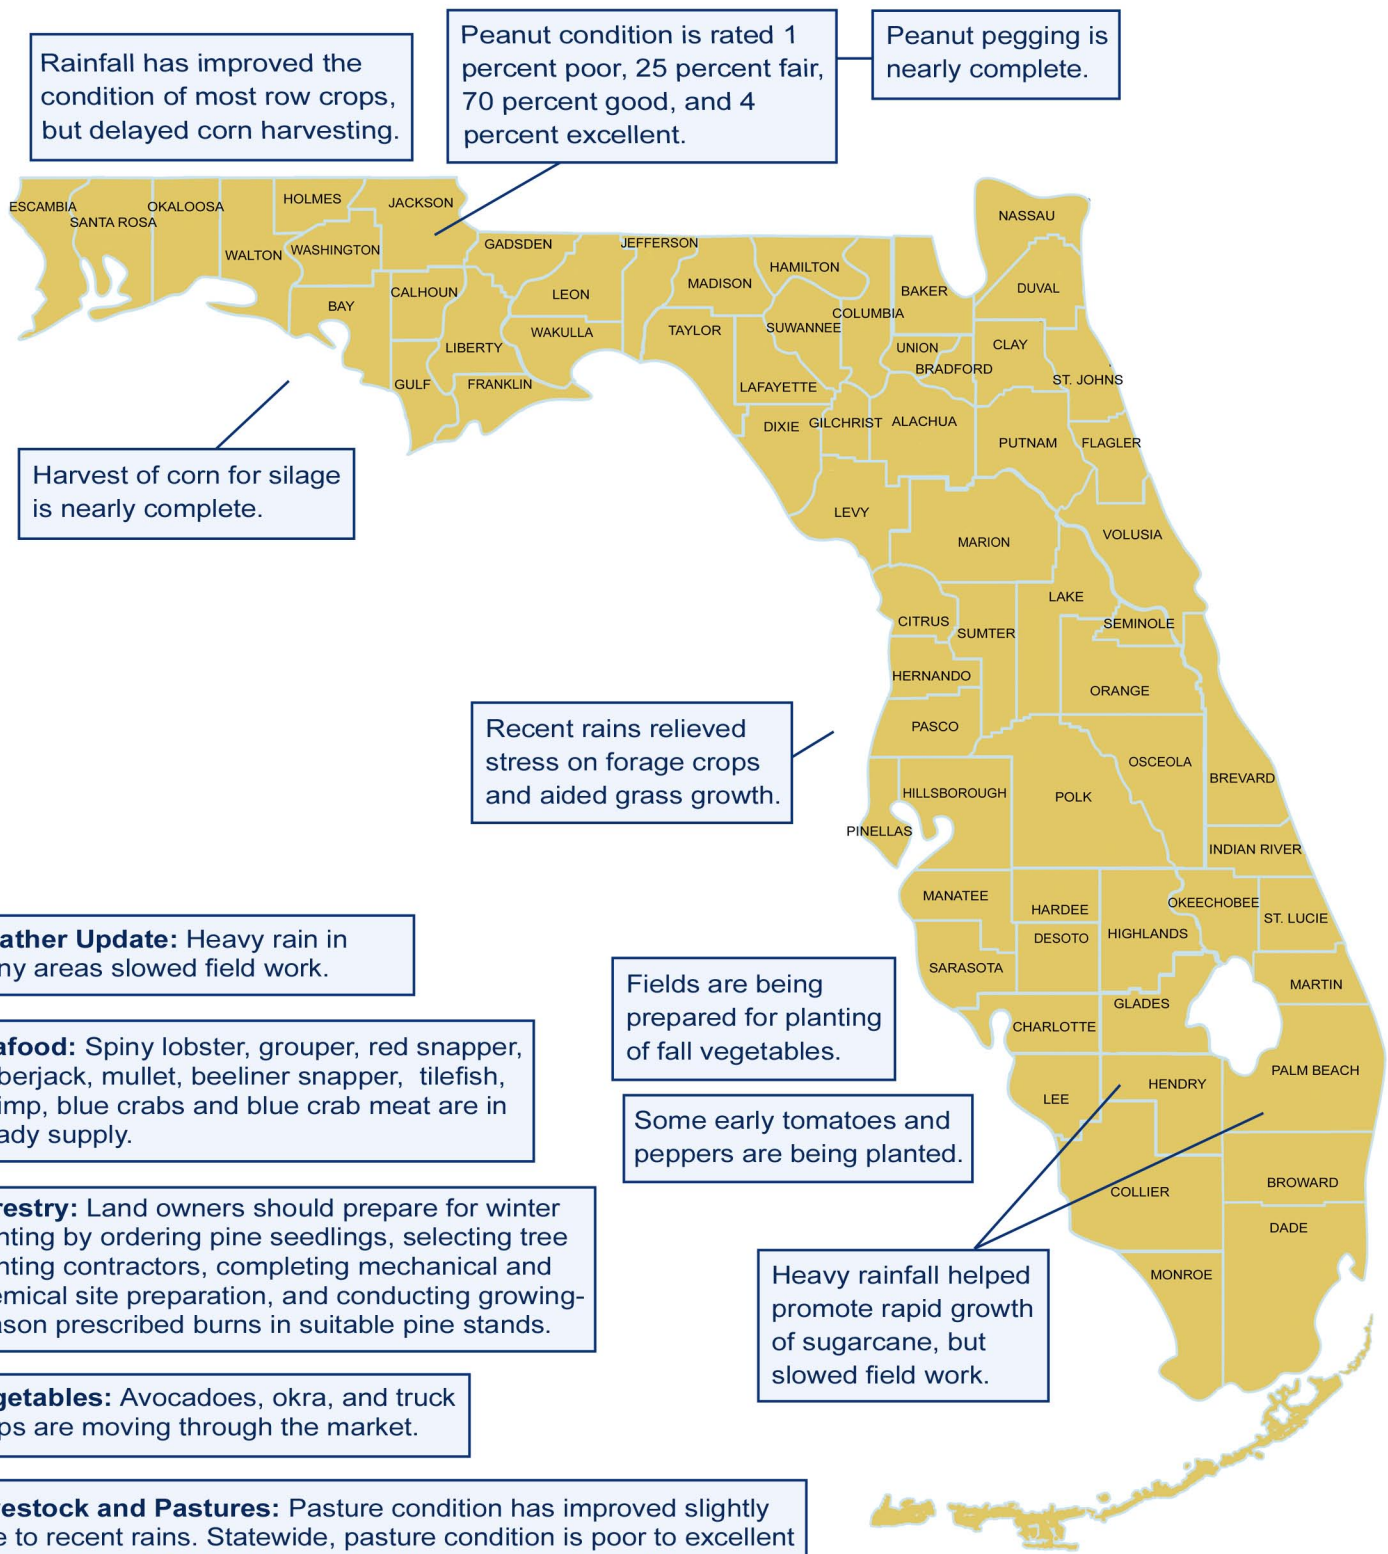 Rainfall has improved the
condition of most row crops,
but delayed corn harvesting.
Peanut condition is rated 1
percent poor, 25 percent fair,
70 percent good, and 4
percent excellent.
Peanut pegging is
nearly complete.
ESCAMBIA
SANTA ROSA
OKALOOSA
WALTON
HOLMES
WASHINGTON
JACKSON
BAY
CALHOUN
GULF
LIBERTY
GADSDEN
LEON
WAKULLA
FRANKLIN
JEFFERSON
MADISON
TAYLOR
HAMILTON
SUWANNEE
LAFAYETTE
DIXIE
COLUMBIA
BAKER
UNION
BRADFORD
GILCHRIST
ALACHUA
NASSAU
DUVAL
CLAY
ST. JOHNS
PUTNAM
FLAGLER
LEVY
MARION
VOLUSIA
Harvest of corn for silage
is nearly complete.
CITRUS
SUMTER
LAKE
SEMINOLE
HERNANDO
ORANGE
PASCO
OSCEOLA
BREVARD
HILLSBOROUGH
POLK
PINELLAS
INDIAN RIVER
Recent rains relieved
stress on forage crops
and aided grass growth.
MANATEE
HARDEE
OKEECHOBEE
ST. LUCIE
DESOTO
HIGHLANDS
SARASOTA
MARTIN
GLADES
CHARLOTTE
PALM BEACH
HENDRY
LEE
COLLIER
BROWARD
DADE
MONROE
Fields are being
prepared for planting
of fall vegetables.
Some early tomatoes and
peppers are being planted.
Heavy rainfall helped
promote rapid growth
of sugarcane, but
slowed field work.
ather Update: Heavy rain in
ny areas slowed field work.
afood: Spiny lobster, grouper, red snapper,
berjack, mullet, beeliner snapper, tilefish,
imp, blue crabs and blue crab meat are in
ady supply.
restry: Land owners should prepare for winter
nting by ordering pine seedlings, selecting tree
nting contractors, completing mechanical and
emical site preparation, and conducting growing-
ason prescribed burns in suitable pine stands.
getables: Avocadoes, okra, and truck
ps are moving through the market.
estock and Pastures: Pasture condition has improved slightly
e to recent rains. Statewide, pasture condition is poor to excellent